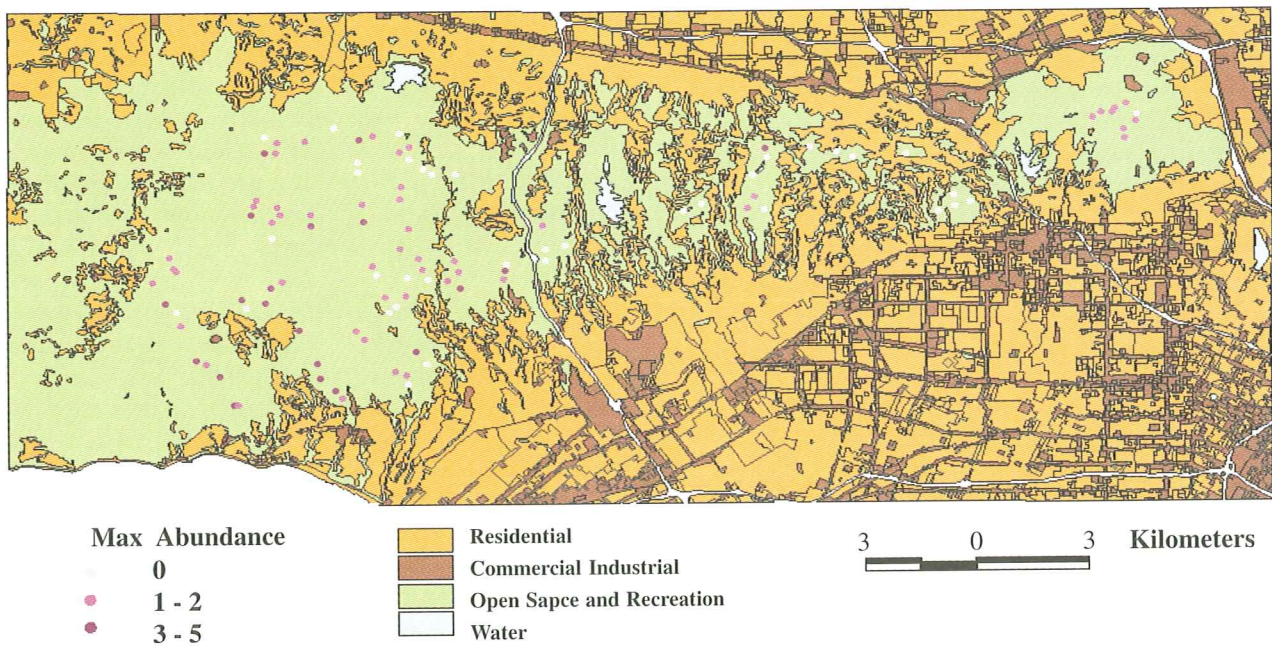 Max Abundance
0
1 - 2
3 - 5
Residential
Commercial Industrial
Open Sapce and Recreation
Water
3 0 3 Kilometers